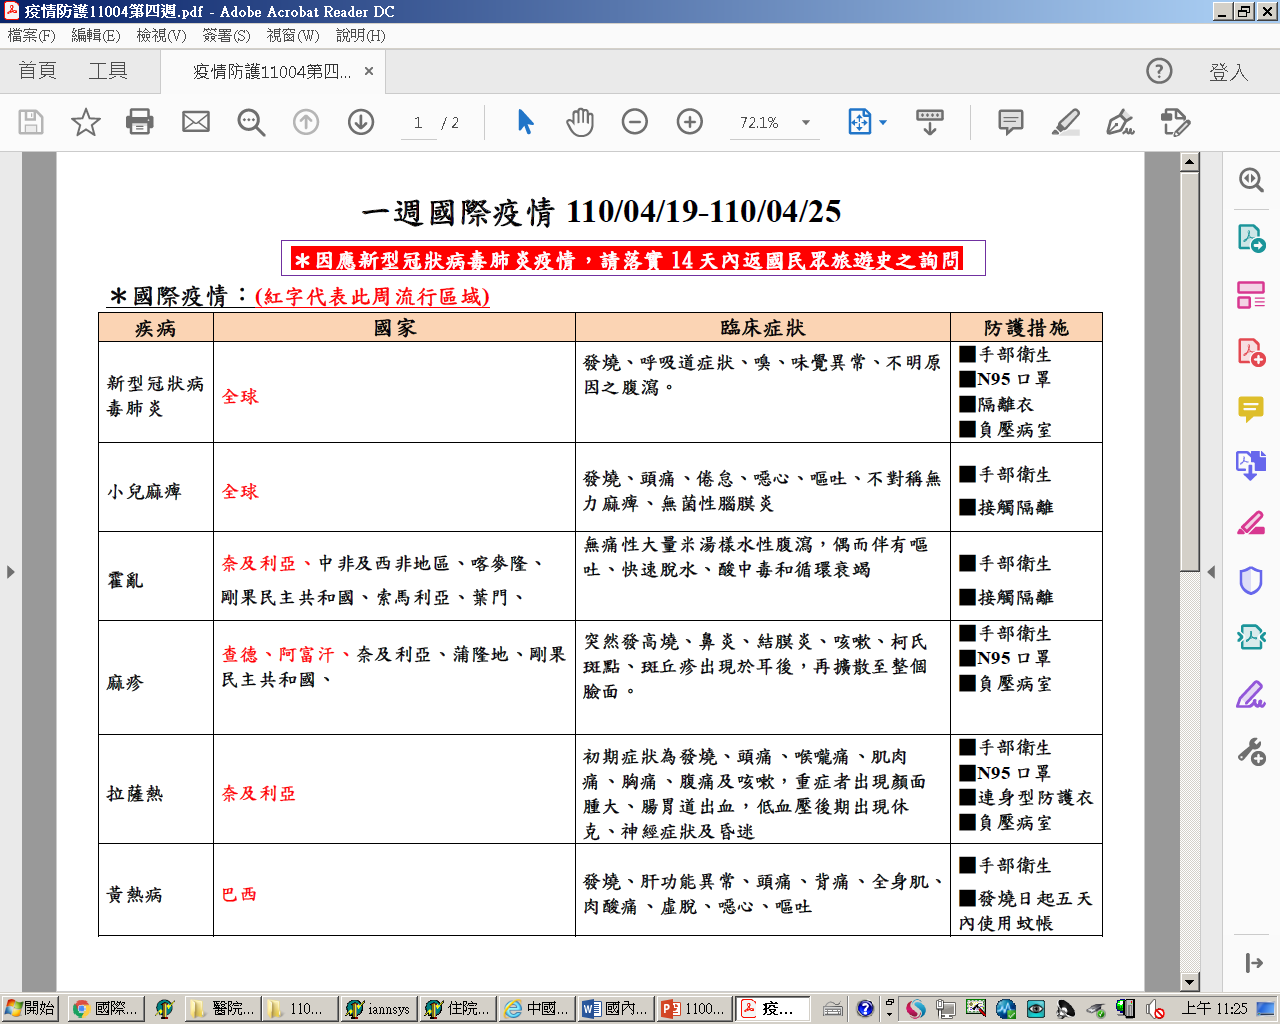 疫情防護11004第四週.pdf - Adobe Acrobat Reader DC
檔案(F) 編輯(E) 檢視(V) 簽署(S) 視窗(W) 說明(H)
首頁 工具 疫情防護11004第四... × 登入
1 / 2 72.1%
一週國際疫情 110/04/19-110/04/25
＊因應新型冠狀病毒肺炎疫情，請落實 14 天內返國民眾旅遊史之詢問
＊國際疫情：(紅字代表此周流行區域)
疾病 國家 臨床症狀 防護措施
新型冠狀病
毒肺炎
全球
發燒、呼吸道症狀、嗅、味覺異常、不明原
因之腹瀉。
■手部衛生
■N95 口罩
■隔離衣
■負壓病室
小兒麻痺
全球
發燒、頭痛、倦怠、噁心、嘔吐、不對稱無
力麻痺、無菌性腦膜炎
■手部衛生
■接觸隔離
霍亂
奈及利亞、中非及西非地區、喀麥隆、
剛果民主共和國、索馬利亞、葉門、
無痛性大量米湯樣水性腹瀉，偶而伴有嘔
吐、快速脫水、酸中毒和循環衰竭
■手部衛生
■接觸隔離
麻疹
查德、阿富汗、奈及利亞、蒲隆地、剛果
民主共和國、
突然發高燒、鼻炎、結膜炎、咳嗽、柯氏
斑點、斑丘疹出現於耳後，再擴散至整個
臉面。
■手部衛生
■N95 口罩
■負壓病室
拉薩熱
奈及利亞
初期症狀為發燒、頭痛、喉嚨痛、肌肉
痛、胸痛、腹痛及咳嗽，重症者出現顏面
腫大、腸胃道出血，低血壓後期出現休
克、神經症狀及昏迷
■手部衛生
■N95 口罩
■連身型防護衣
■負壓病室
黃熱病
巴西
發燒、肝功能異常、頭痛、背痛、全身肌、
肉酸痛、虛脫、噁心、嘔吐
■手部衛生
■發燒日起五天
內使用蚊帳
開始 國際... 醫院... 110... iannsys 住院... 中國... 國內... 1100... 疫... 上午 11:25